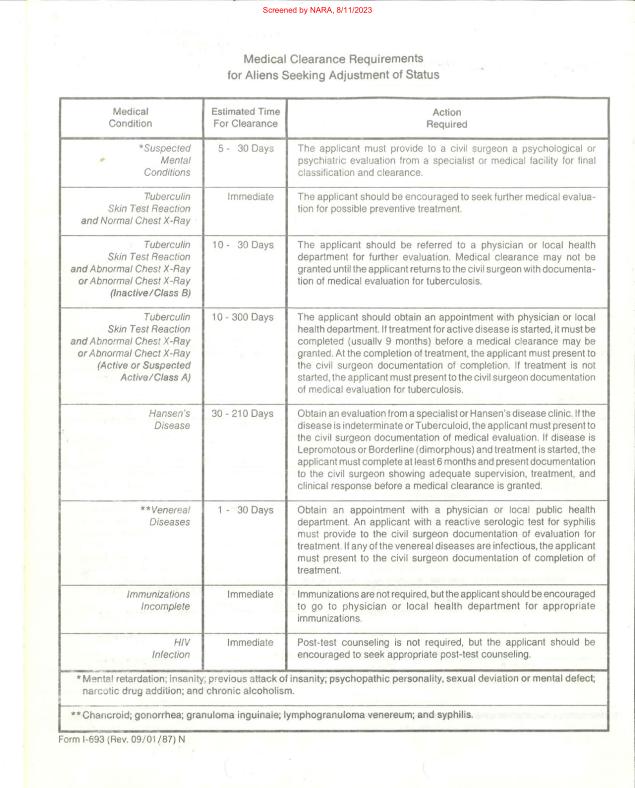 Screened by NARA, 8/11/2023
Medical Clearance Requirements
for Aliens Seeking Adjustment of Status
Medical
Condition
Estimated Time
For Clearance
Action
Required
*Suspected
Mental
Conditions
5 - 30 Days
The applicant must provide to a civil surgeon a psychological or
psychiatric evaluation from a specialist or medical facility for final
classification and clearance.
Tuberculin
Skin Test Reaction
and Normal Chest X-Ray
Immediate
The applicant should be encouraged to seek further medical evalua-
tion for possible preventive treatment.
Tuberculin
Skin Test Reaction
and Abnormal Chest X-Ray
or Abnormal Chest X-Ray
(Inactive/Class B)
10 - 30 Days
The applicant should be referred to a physician or local health
department for further evaluation. Medical clearance may not be
granted until the applicant returns to the civil surgeon with documenta-
tion of medical evaluation for tuberculosis.
Tuberculin
Skin Test Reaction
and Abnormal Chest X-Ray
or Abnormal Chect X-Ray
(Active or Suspected
Active/Class A)
10 - 300 Days
The applicant should obtain an appointment with physician or local
health department. If treatment for active disease is started, it must be
completed (usually 9 months) before a medical clearance may be
granted. At the completion of treatment, the applicant must present to
the civil surgeon documentation of completion. If treatment is not
started, the applicant must present to the civil surgeon documentation
of medical evaluation for tuberculosis.
Hansen's
Disease
30 - 210 Days
Obtain an evaluation from a specialist or Hansen's disease clinic. If the
disease is indeterminate or Tuberculoid, the applicant must present to
the civil surgeon documentation of medical evaluation. If disease is
Lepromotous or Borderline (dimorphous) and treatment is started, the
applicant must complete at least 6 months and present documentation
to the civil surgeon showing adequate supervision, treatment, and
clinical response before a medical clearance is granted.
**Venereal
Diseases
1 - 30 Days
Obtain an appointment with a physician or local public health
department. An applicant with a reactive serologic test for syphilis
must provide to the civil surgeon documentation of evaluation for
treatment. If any of the venereal diseases are infectious, the applicant
must present to the civil surgeon documentation of completion of
treatment.
Immunizations
Incomplete
Immediate
Immunizations are not required, but the applicant should be encouraged
to go to physician or local health department for appropriate
immunizations.
HIV
Infection
Immediate
Post-test counseling is not required, but the applicant should be
encouraged to seek appropriate post-test counseling.
* Mental retardation; insanity; previous attack of insanity; psychopathic personality, sexual deviation or mental defect;
narcotic drug addition; and chronic alcoholism.
** Chancroid; gonorrhea; granuloma inguinale; lymphogranuloma venereum; and syphilis.
Form I-693 (Rev. 09/01/87) N